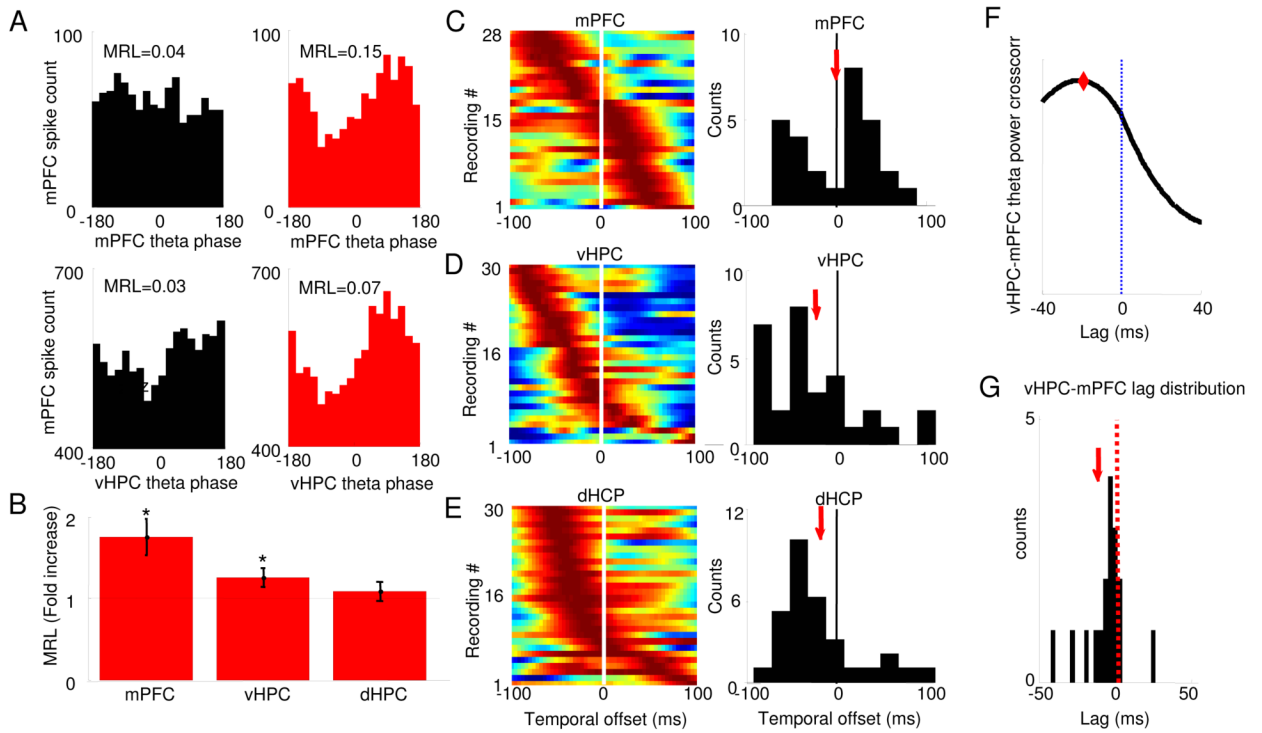 A
100
MRL=0.04
mPFC spike count
0
-180
0
180
mPFC theta phase
100
MRL=0.15
0
-180
0
180
mPFC theta phase
700
MRL=0.03
mPFC spike count
z
400
-180
0
180
vHPC theta phase
700
MRL=0.07
400
-180
0
180
vHPC theta phase
B
MRL (Fold increase)
2
1
0
*
*
mPFC
vHPC
dHPC
C
mPFC
28
15
1
Recording #
-100
0
100
mPFC
10
5
0
Counts
-100
0
100
D
vHPC
30
16
1
Recording #
-100
0
100
vHPC
10
5
0
Counts
-100
0
100
E
dHCP
30
16
1
Recording #
-100
0
100
Temporal offset (ms)
dHCP
12
6
0
Counts
-100
0
100
Temporal offset (ms)
F
vHPC-mPFC theta power crosscorr
-40
0
40
Lag (ms)
G
vHPC-mPFC lag distribution
5
0
counts
-50
0
50
Lag (ms)